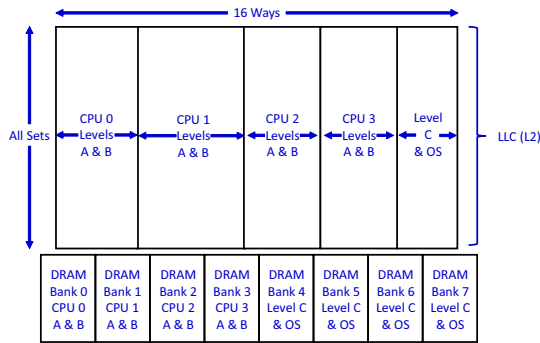 16 Ways
All Sets
CPU 0
Levels
A & B
CPU 1
Levels
A & B
CPU 2
Levels
A & B
CPU 3
Levels
A & B
Level
C
& OS
LLC (L2)
DRAM
Bank 0
CPU 0
A & B
DRAM
Bank 1
CPU 1
A & B
DRAM
Bank 2
CPU 2
A & B
DRAM
Bank 3
CPU 3
A & B
DRAM
Bank 4
Level C
& OS
DRAM
Bank 5
Level C
& OS
DRAM
Bank 6
Level C
& OS
DRAM
Bank 7
Level C
& OS